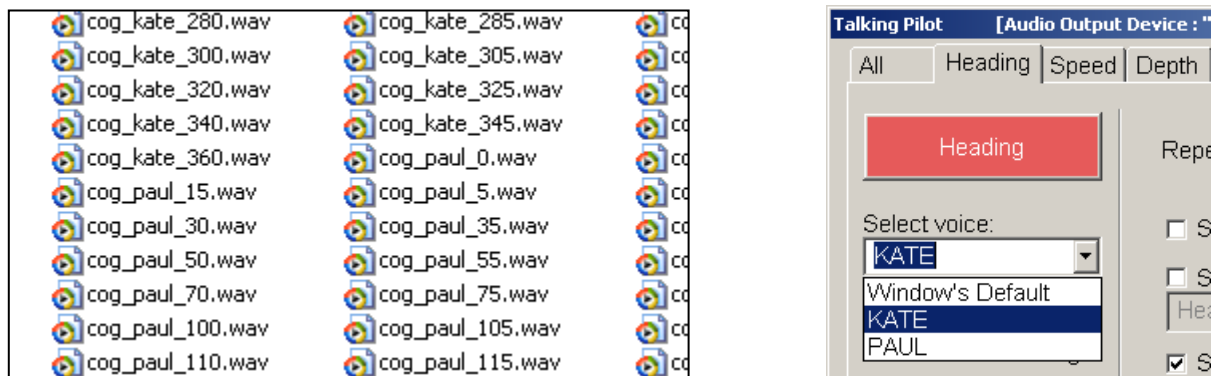 cog_kate_280.wav cog_kate_285.wav
cog_kate_300.wav cog_kate_305.wav
cog_kate_320.wav cog_kate_325.wav
cog_kate_340.wav cog_kate_345.wav
cog_kate_360.wav cog_paul_0.wav
cog_paul_15.wav cog_paul_5.wav
cog_paul_30.wav cog_paul_35.wav
cog_paul_50.wav cog_paul_55.wav
cog_paul_70.wav cog_paul_75.wav
cog_paul_100.wav cog_paul_105.wav
cog_paul_110.wav cog_paul_115.wav
Talking Pilot [Audio Output Device : "
All Heading Speed Depth
Heading
Select voice:
KATE
Window's Default
KATE
PAUL